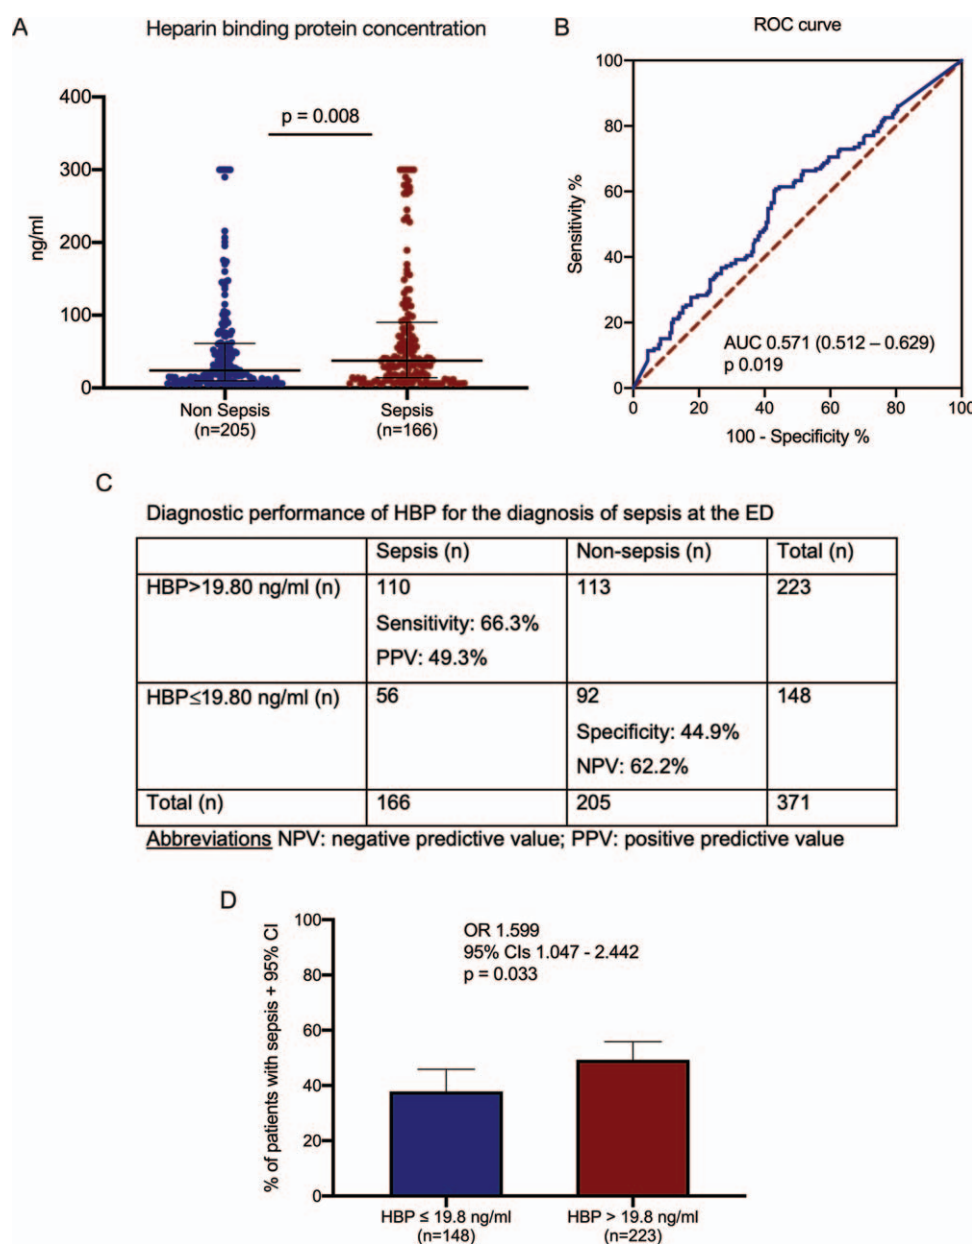 A
Heparin binding protein concentration
400
300
200
100
0
ng/ml
p = 0.008
Non Sepsis
(n=205)
Sepsis
(n=166)
B
ROC curve
100
80
60
40
20
0
Sensitivity %
AUC 0.571 (0.512 – 0.629)
p 0.019
0 20 40 60 80 100
100 - Specificity %
C
Diagnostic performance of HBP for the diagnosis of sepsis at the ED
Sepsis (n) Non-sepsis (n) Total (n)
HBP>19.80 ng/ml (n) 110 113 223
Sensitivity: 66.3%
PPV: 49.3%
HBP≤19.80 ng/ml (n) 56 92 148
Specificity: 44.9%
NPV: 62.2%
Total (n) 166 205 371
Abbreviations NPV: negative predictive value; PPV: positive predictive value
D
% of patients with sepsis + 95% CI
100
80
60
40
20
0
OR 1.599
95% CIs 1.047 - 2.442
p = 0.033
HBP ≤ 19.8 ng/ml
(n=148)
HBP > 19.8 ng/ml
(n=223)